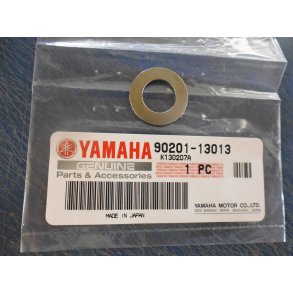 YAMAHA 90201-13013
K130207A
GENUINE
Parts & Accessories
1 PC
MADE IN JAPAN
YAMAHA MOTOR CO.,LTD.